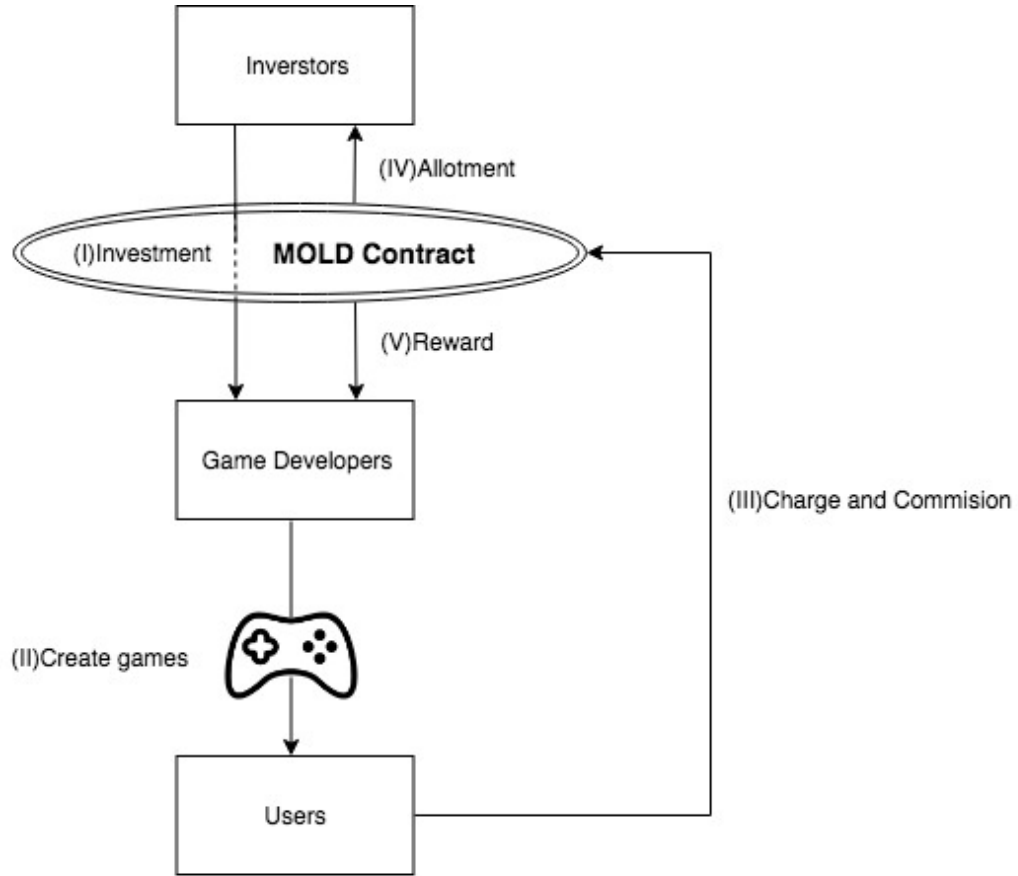 Inverstors
(IV)Allotment
(I)Investment
MOLD Contract
(V)Reward
Game Developers
(III)Charge and Commision
(II)Create games
Users